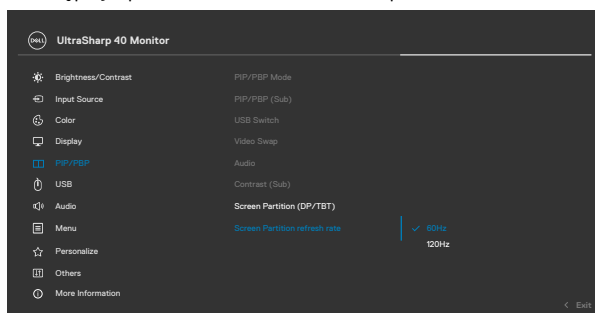 DELL
UltraSharp 40 Monitor
Brightness/Contrast PIP/PBP Mode
Input Source PIP/PBP (Sub)
Color USB Switch
Display Video Swap
PIP/PBP Audio
USB Contrast (Sub)
Audio Screen Partition (DP/TBT)
Menu Screen Partition refresh rate 60Hz
120Hz
Personalize
Others
More Information
Exit